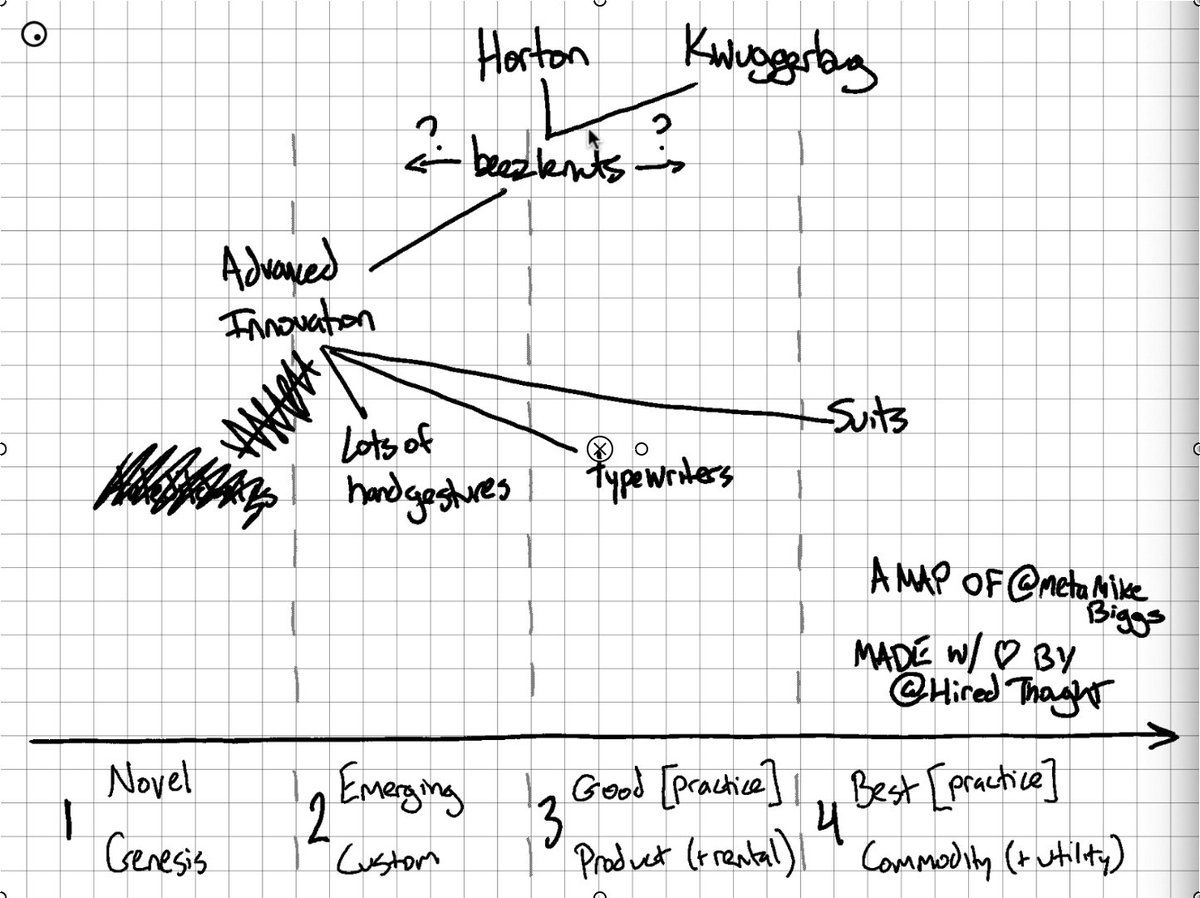 Horton Kwuggerbug
? ?
← beezlenuts →
Advanced
Innovation
Suits
Lots of
hand gestures
Typewriters
A MAP OF @metaMike
Biggs
MADE W/ ♡ BY
@Hired Thought
1 Novel
Genesis
2 Emerging
Custom
3 Good [practice]
Product (+rental)
4 Best [practice]
Commodity (+utility)